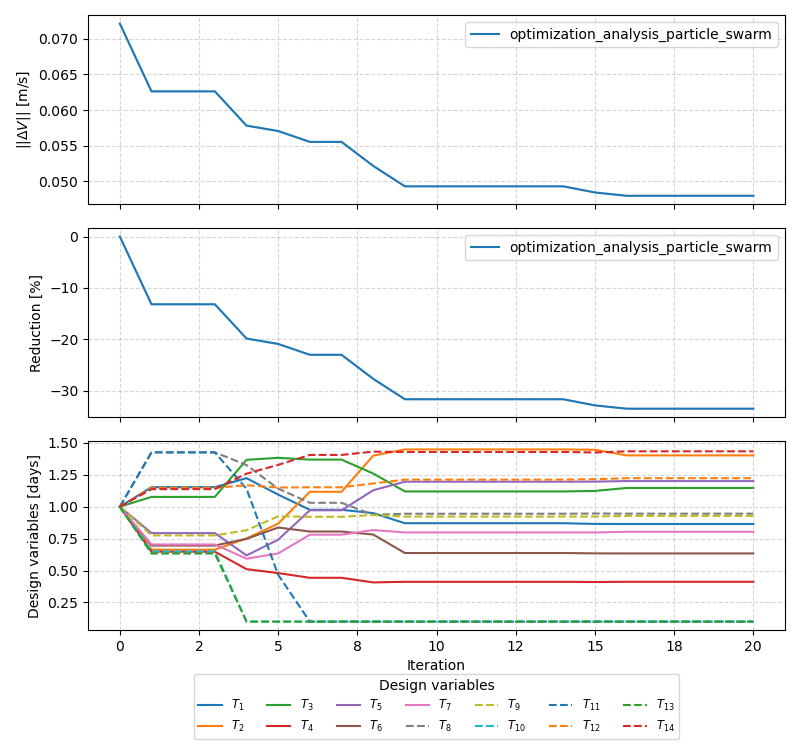 ||ΔV|| [m/s]
0.070
0.065
0.060
0.055
0.050
optimization_analysis_particle_swarm
Reduction [%]
0
−10
−20
−30
optimization_analysis_particle_swarm
Design variables [days]
1.50
1.25
1.00
0.75
0.50
0.25
0 2 5 8 10 12 15 18 20
Iteration
Design variables
T1 T3 T5 T7 T9 T11 T13
T2 T4 T6 T8 T10 T12 T14